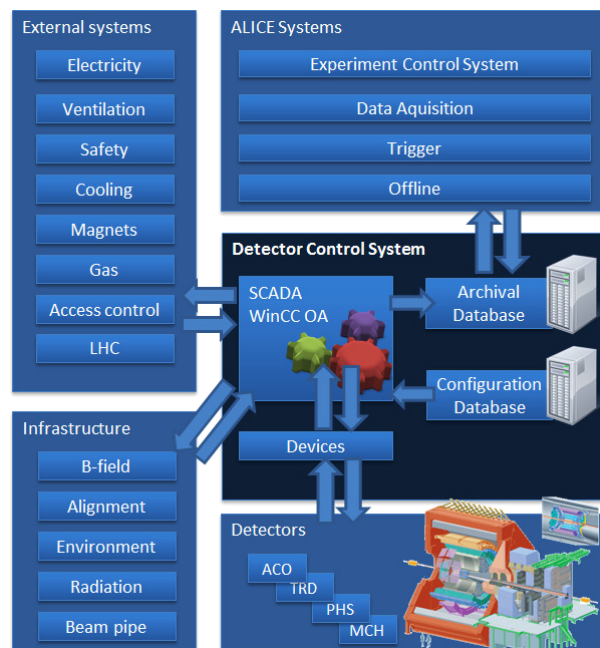 External systems
Electricity
Ventilation
Safety
Cooling
Magnets
Gas
Access control
LHC
ALICE Systems
Experiment Control System
Data Aquisition
Trigger
Offline
Detector Control System
SCADA
WinCC OA
Archival
Database
Configuration
Database
Devices
Infrastructure
B-field
Alignment
Environment
Radiation
Beam pipe
Detectors
ACO
TRD
PHS
MCH